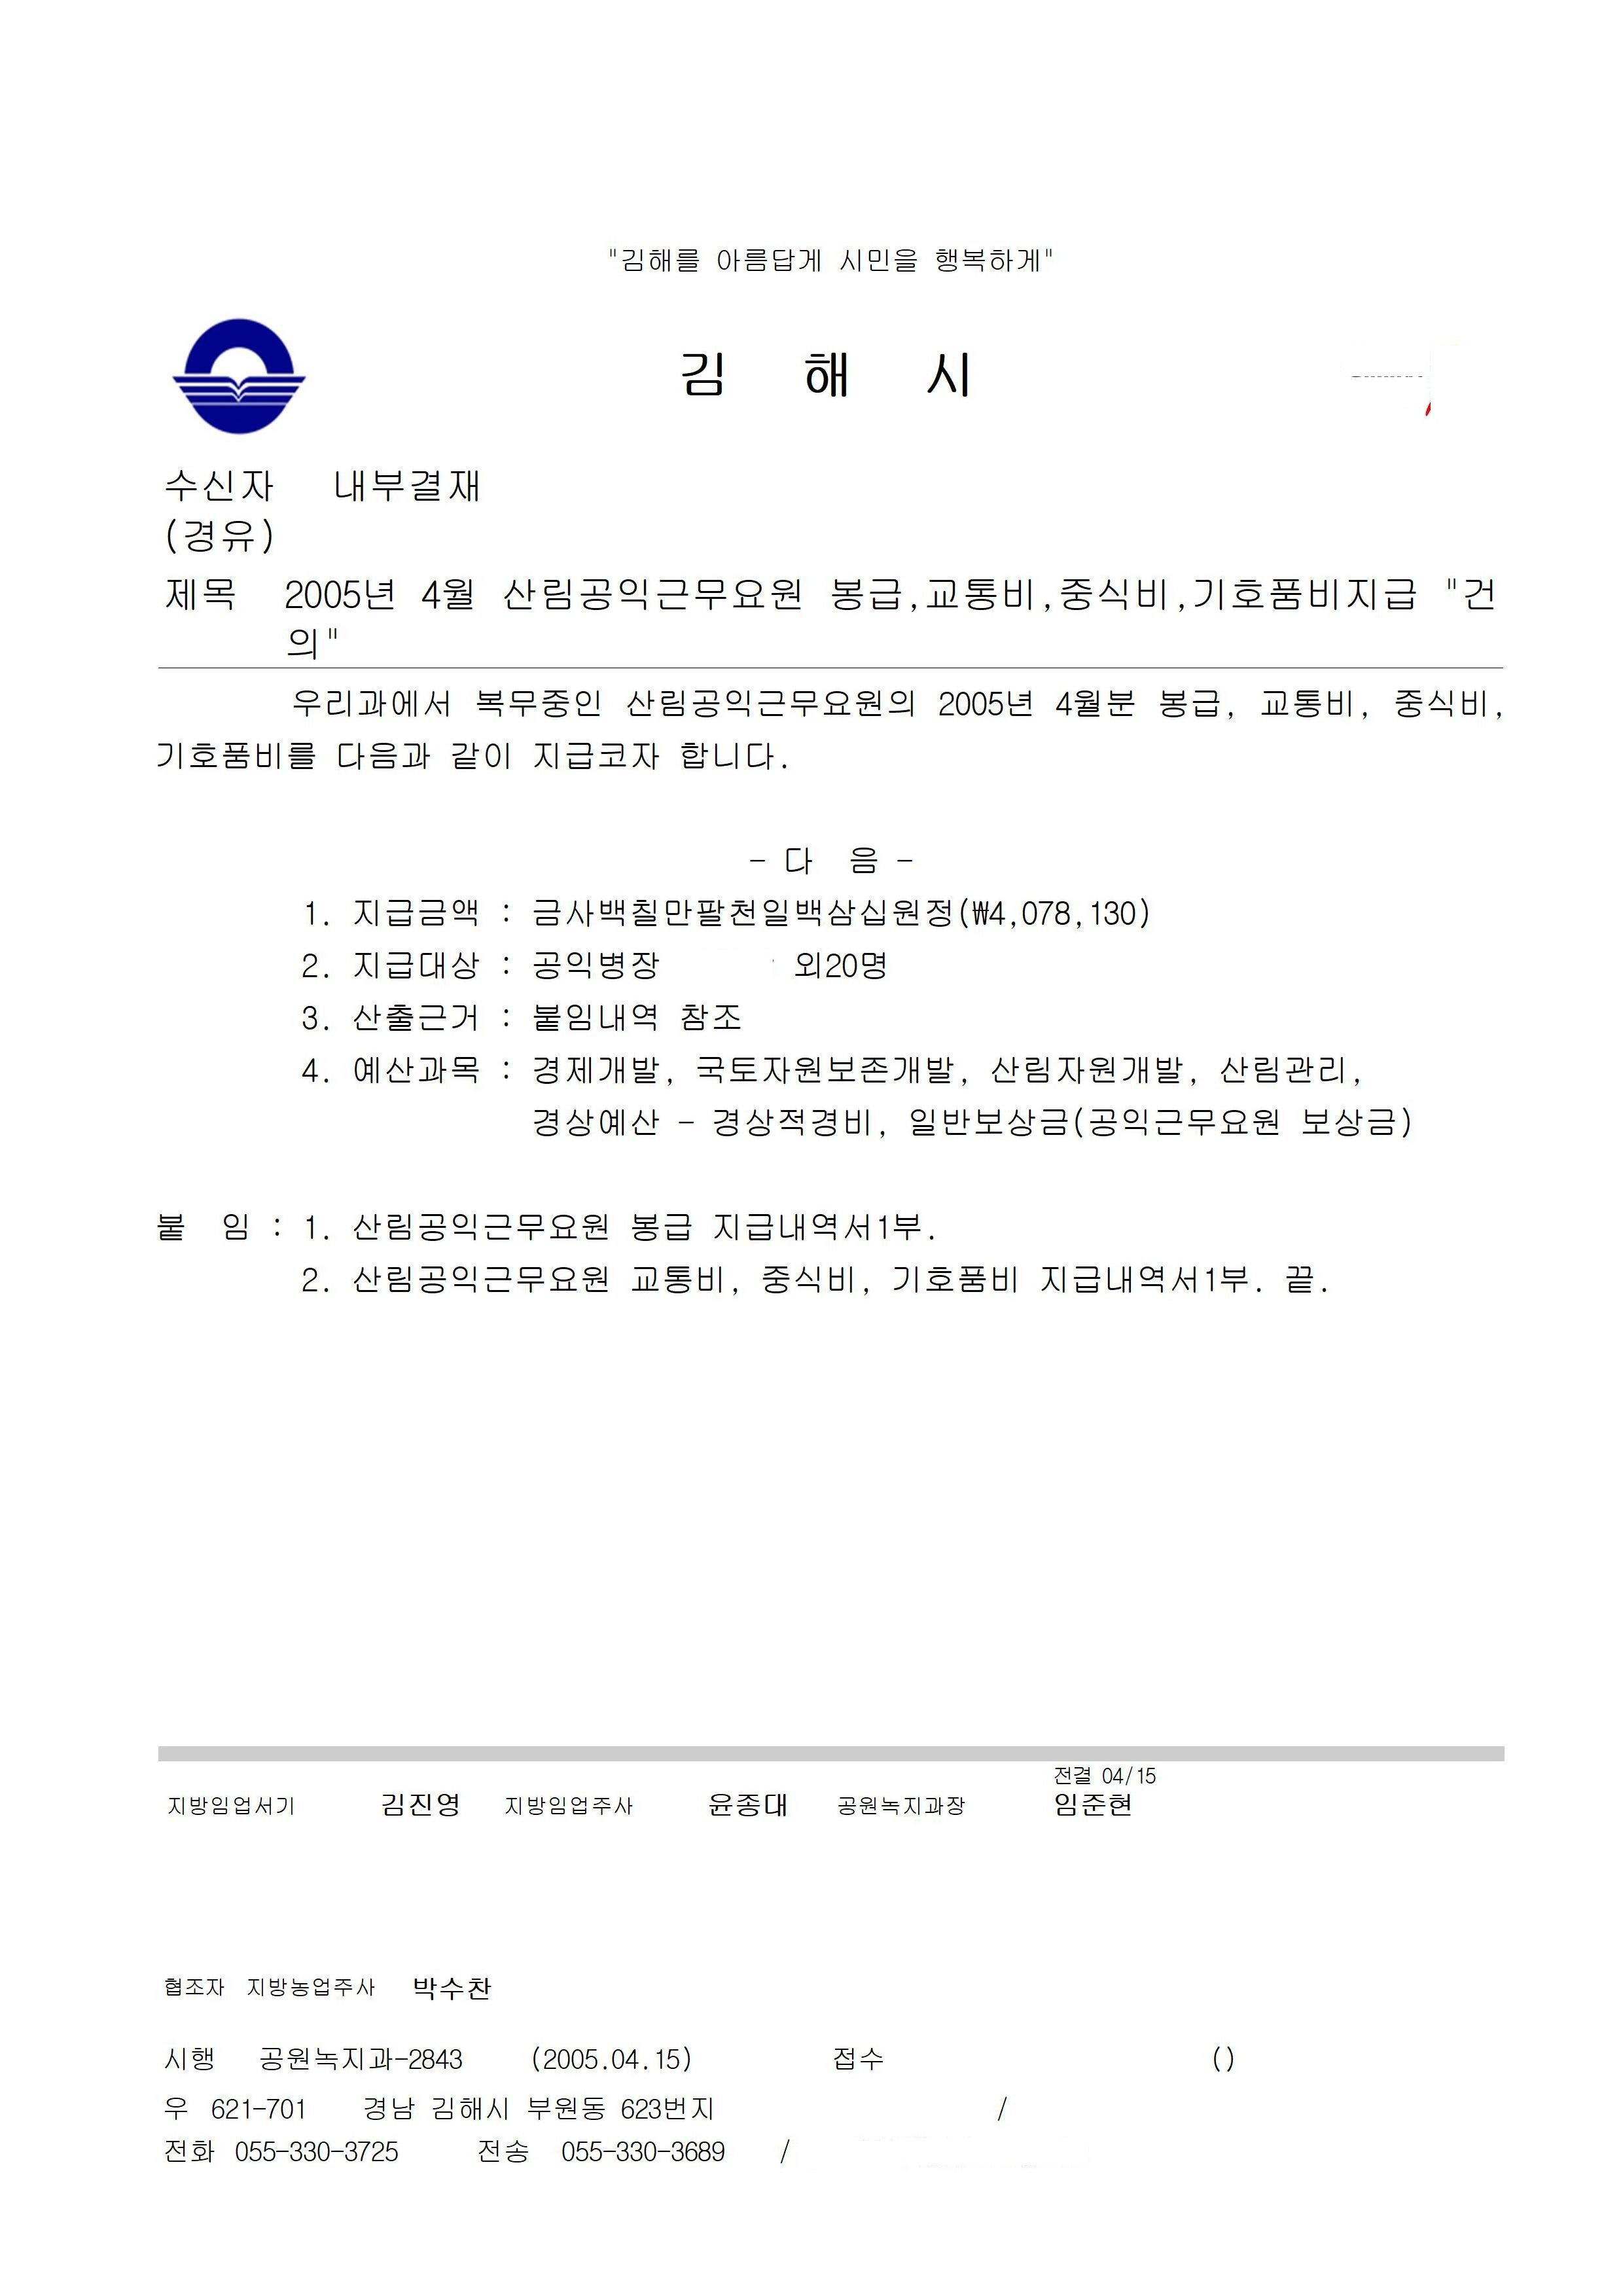 "김해를 아름답게 시민을 행복하게"
김 해 시
수신자 내부결재
(경유)
제목 2005년 4월 산림공익근무요원 봉급,교통비,중식비,기호품비지급 "건
의"
우리과에서 복무중인 산림공익근무요원의 2005년 4월분 봉급, 교통비, 중식비,
기호품비를 다음과 같이 지급코자 합니다.
- 다 음 -
1. 지급금액 : 금사백칠만팔천일백삼십원정(₩4,078,130)
2. 지급대상 : 공익병장 외20명
3. 산출근거 : 붙임내역 참조
4. 예산과목 : 경제개발, 국토자원보존개발, 산림자원개발, 산림관리,
경상예산 - 경상적경비, 일반보상금(공익근무요원 보상금)
붙 임 : 1. 산림공익근무요원 봉급 지급내역서1부.
2. 산림공익근무요원 교통비, 중식비, 기호품비 지급내역서1부. 끝.
전결 04/15
지방임업서기 김진영 지방임업주사 윤종대 공원녹지과장 임준현
협조자 지방농업주사 박수찬
시행 공원녹지과-2843 (2005.04.15) 접수 ()
우 621-701 경남 김해시 부원동 623번지 /
전화 055-330-3725 전송 055-330-3689 /